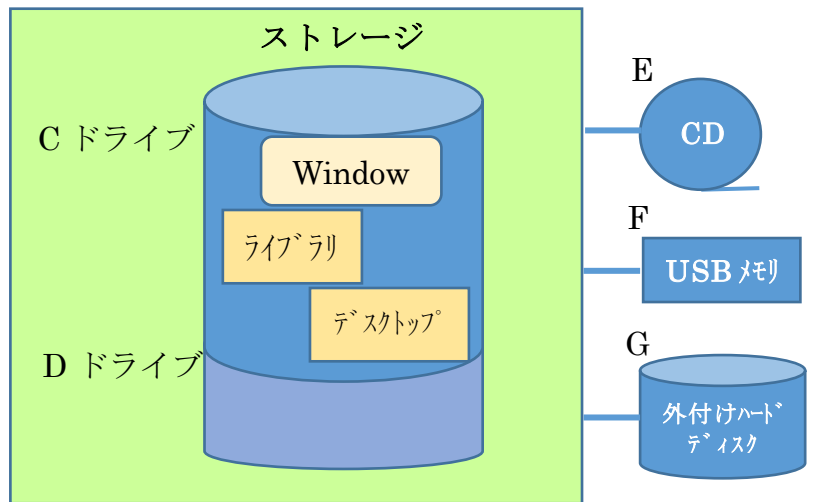 ストレージ
C ドライブ
Window
ライブラリ
デスクトップ
D ドライブ
E
CD
F
USB メモリ
G
外付けハード
ディスク